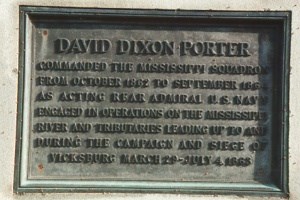 DAVID DIXON PORTER
COMMANDED THE MISSISSIPPI SQUADRON
FROM OCTOBER 1862 TO SEPTEMBER 1864
AS ACTING REAR ADMIRAL U.S. NAVY
ENGAGED IN OPERATIONS ON THE MISSISSIPPI
RIVER AND TRIBUTARIES LEADING UP TO AND
DURING THE CAMPAIGN AND SIEGE OF
VICKSBURG MARCH 29-JULY 4, 1863